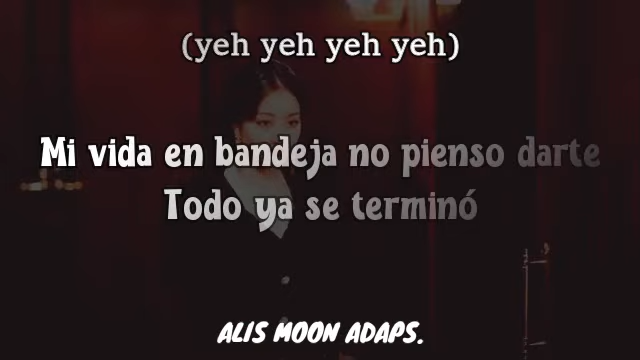 (yeh yeh yeh yeh)
Mi vida en bandeja no pienso darte
Todo ya se terminó
ALIS MOON ADAPS.